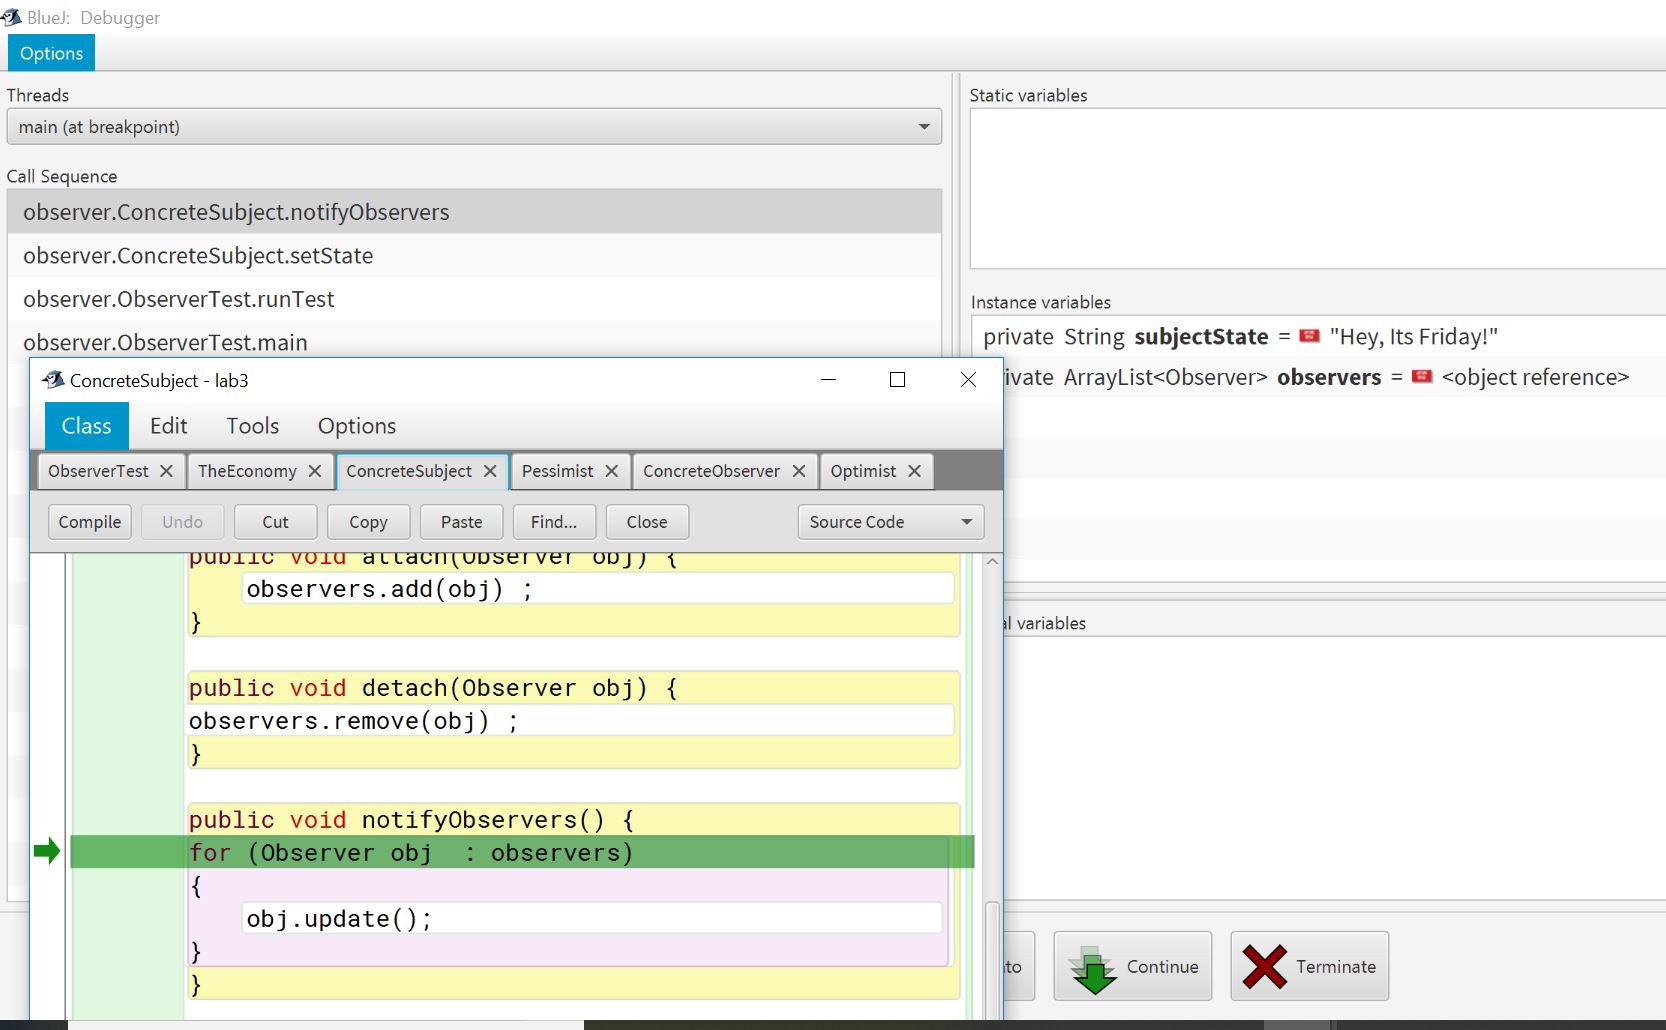 BlueJ: Debugger
Options
Threads
main (at breakpoint)
Call Sequence
observer.ConcreteSubject.notifyObservers
observer.ConcreteSubject.setState
observer.ObserverTest.runTest
observer.ObserverTest.main
Static variables
Instance variables
private String subjectState = "Hey, Its Friday!"
ivate ArrayList<Observer> observers = <object reference>
al variables
ConcreteSubject - lab3
Class Edit Tools Options
ObserverTest TheEconomy ConcreteSubject Pessimist ConcreteObserver Optimist
Compile Undo Cut Copy Paste Find... Close Source Code
public void attach(Observer obj) {
observers.add(obj) ;
}
public void detach(Observer obj) {
observers.remove(obj) ;
}
public void notifyObservers() {
for (Observer obj  : observers)
{
obj.update();
}
}
to Continue Terminate